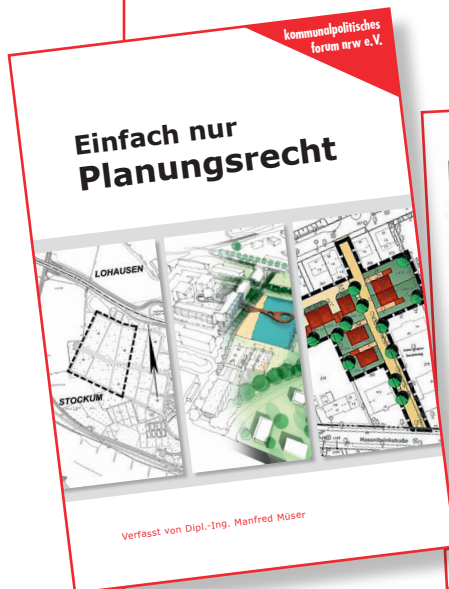 kommunalpolitisches
forum nrw e.V.
Einfach nur
Planungsrecht
LOHAUSEN
STOCKUM
Verfasst von Dipl.-Ing. Manfred Müser